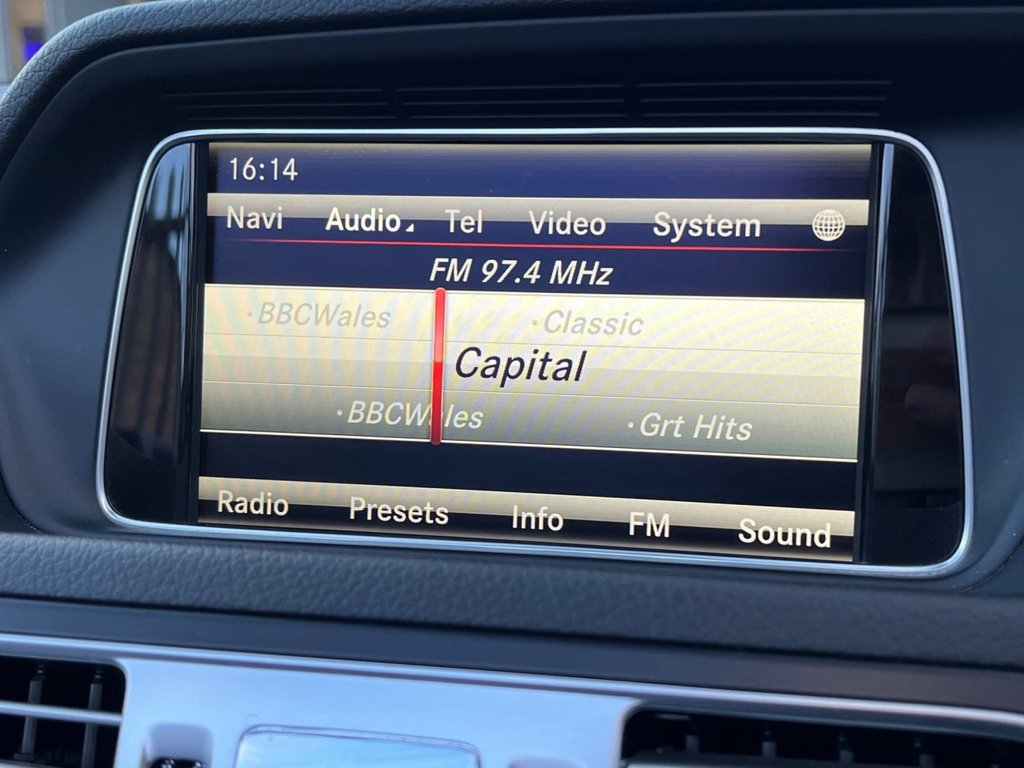 16:14
Navi Audio Tel Video System
FM 97.4 MHz
·BBCWales ·Classic
Capital
·BBCWales ·Grt Hits
Radio Presets Info FM Sound